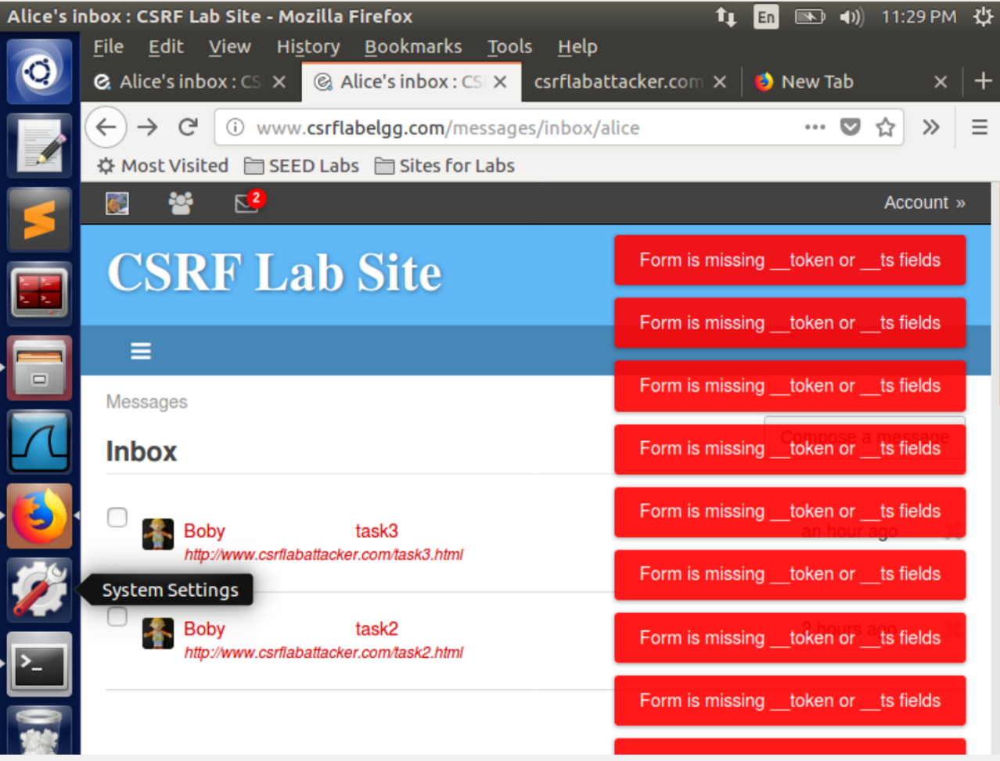 Alice's inbox : CSRF Lab Site - Mozilla Firefox En 11:29 PM
File Edit View History Bookmarks Tools Help
Alice's inbox : CS Alice's inbox : CS csrflabattacker.com New Tab
www.csrflabelgg.com/messages/inbox/alice
Most Visited SEED Labs Sites for Labs
2 Account »
CSRF Lab Site
Form is missing __token or __ts fields
Form is missing __token or __ts fields
Form is missing __token or __ts fields
Messages
Compose a message
Form is missing __token or __ts fields
Inbox
Form is missing __token or __ts fields
Boby task3 an hour ago
http://www.csrflabattacker.com/task3.html
Form is missing __token or __ts fields
System Settings
Boby task2 2 hours ago
Form is missing __token or __ts fields
http://www.csrflabattacker.com/task2.html
Form is missing __token or __ts fields